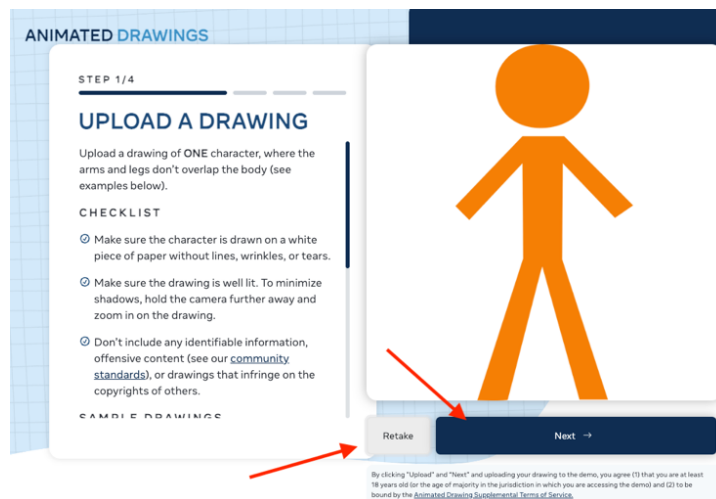 ANIMATED DRAWINGS
STEP 1/4
UPLOAD A DRAWING
Upload a drawing of ONE character, where the
arms and legs don't overlap the body (see
examples below).
CHECKLIST
Make sure the character is drawn on a white
piece of paper without lines, wrinkles, or tears.
Make sure the drawing is well lit. To minimize
shadows, hold the camera further away and
zoom in on the drawing.
Don't include any identifiable information,
offensive content (see our community
standards), or drawings that infringe on the
copyrights of others.
SAMPLE DRAWINGS
Retake
Next →
By clicking "Upload" and "Next" and uploading your drawing to the demo, you agree (1) that you are at least
18 years old (or the age of majority in the jurisdiction in which you are accessing the demo) and (2) to be
bound by the Animated Drawing Supplemental Terms of Service.